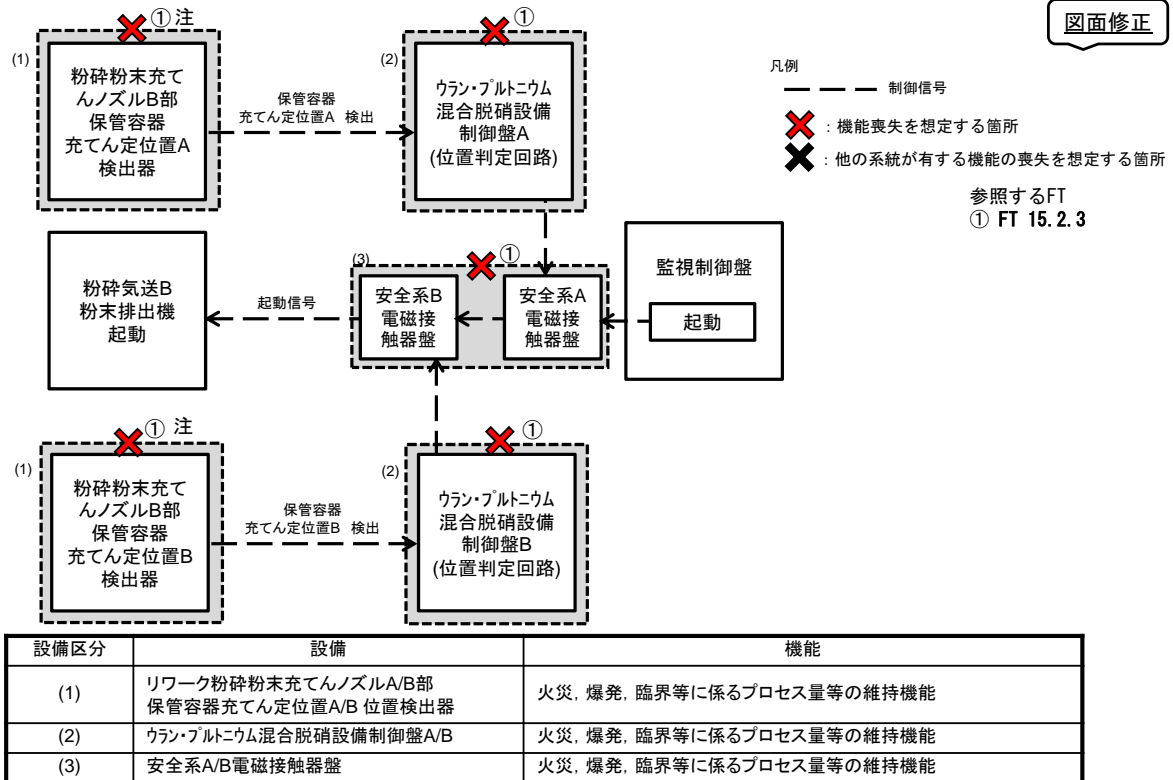 図面修正
① 注
(1)
粉砕粉末充て
んノズルB部
保管容器
充てん定位置A
検出器
保管容器
充てん定位置A 検出
①
(2)
ウラン・プルトニウム
混合脱硝設備
制御盤A
(位置判定回路)
凡例
制御信号
：機能喪失を想定する箇所
：他の系統が有する機能の喪失を想定する箇所
参照するFT
① FT 15.2.3
粉砕気送B
粉末排出機
起動
起動信号
(3)
①
安全系B
電磁接
触器盤
安全系A
電磁接
触器盤
監視制御盤
起動
① 注
(1)
粉砕粉末充て
んノズルB部
保管容器
充てん定位置B
検出器
保管容器
充てん定位置B 検出
①
(2)
ウラン・プルトニウム
混合脱硝設備
制御盤B
(位置判定回路)
設備区分 設備 機能
(1) リワーク粉砕粉末充てんノズルA/B部
保管容器充てん定位置A/B 位置検出器 火災，爆発，臨界等に係るプロセス量等の維持機能
(2) ウラン・プルトニウム混合脱硝設備制御盤A/B 火災，爆発，臨界等に係るプロセス量等の維持機能
(3) 安全系A/B電磁接触器盤 火災，爆発，臨界等に係るプロセス量等の維持機能